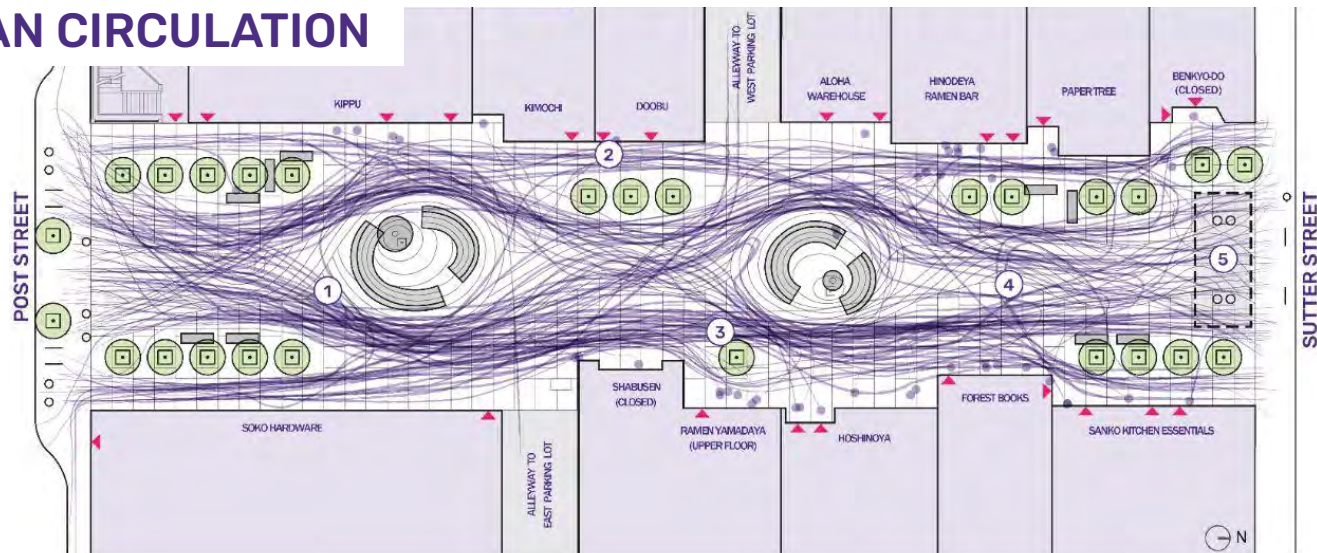 AN CIRCULATION
POST STREET
KIPPU
KIMOCHI
DOOBU
ALLEYWAY TO
WEST PARKING LOT
ALOHA
WAREHOUSE
HINODEYA
RAMEN BAR
PAPER TREE
BENKYO-DO
(CLOSED)
1
2
3
4
5
SUTTER STREET
SOKO HARDWARE
ALLEYWAY TO
EAST PARKING LOT
SHABUSEN
(CLOSED)
RAMEN YAMADAYA
(UPPER FLOOR)
HOSHINOYA
FOREST BOOKS
SANKO KITCHEN ESSENTIALS
N